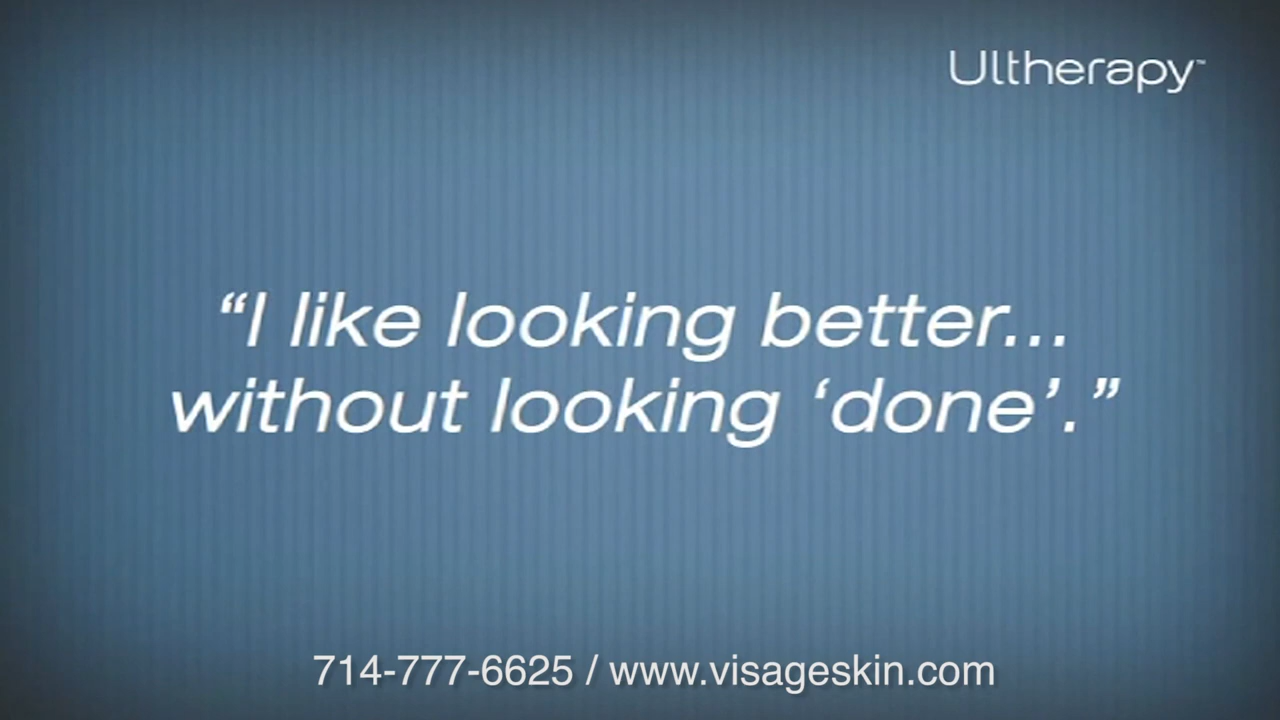 Ultherapy™
“I like looking better...
without looking ‘done’.”
714-777-6625 / www.visageskin.com